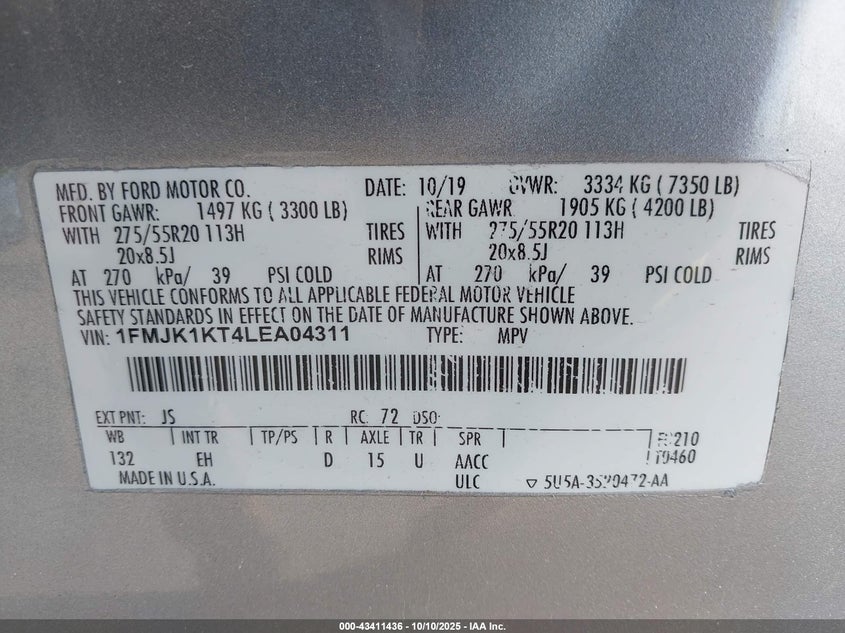 MFD. BY FORD MOTOR CO. DATE: 10/19 GVWR: 3334 KG ( 7350 LB)
FRONT GAWR: 1497 KG ( 3300 LB) REAR GAWR: 1905 KG ( 4200 LB)
WITH 275/55R20 113H TIRES WITH 275/55R20 113H TIRES
20x8.5J RIMS 20x8.5J RIMS
AT 270 kPa/ 39 PSI COLD AT 270 kPa/ 39 PSI COLD
THIS VEHICLE CONFORMS TO ALL APPLICABLE FEDERAL MOTOR VEHICLE
SAFETY STANDARDS IN EFFECT ON THE DATE OF MANUFACTURE SHOWN ABOVE.
VIN: 1FMJK1KT4LEA04311 TYPE: MPV
EXT PNT: JS RC: 72 DSO:
WB INT TR TP/PS R AXLE TR SPR
132 EH D 15 U AACC
MADE IN U.S.A. ULC
000-43411436 - 10/10/2025 - IAA Inc.